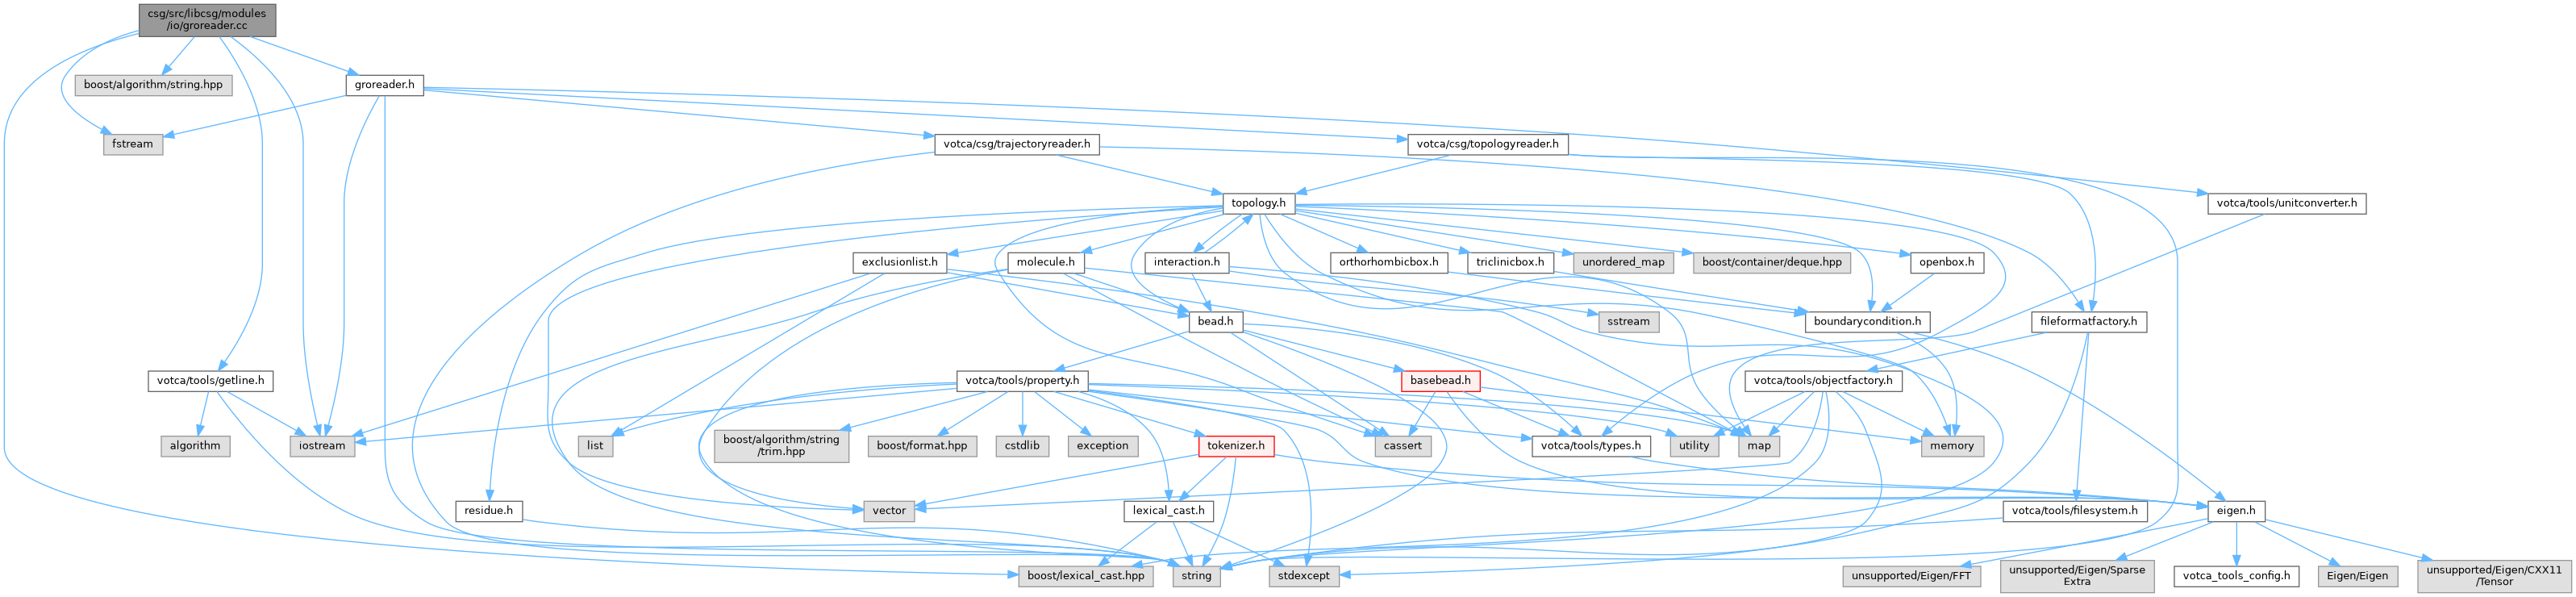 csg/src/libcsg/modules
/io/groreader.cc
boost/algorithm/string.hpp
groreader.h
fstream
votca/csg/trajectoryreader.h
votca/csg/topologyreader.h
topology.h
votca/tools/unitconverter.h
exclusionlist.h
molecule.h
interaction.h
orthorhombicbox.h
triclinicbox.h
unordered_map
boost/container/deque.hpp
openbox.h
bead.h
sstream
boundarycondition.h
fileformatfactory.h
votca/tools/getline.h
votca/tools/property.h
basebead.h
votca/tools/objectfactory.h
algorithm
iostream
list
boost/algorithm/string
/trim.hpp
boost/format.hpp
cstdlib
exception
tokenizer.h
cassert
votca/tools/types.h
utility
map
memory
residue.h
vector
lexical_cast.h
votca/tools/filesystem.h
eigen.h
boost/lexical_cast.hpp
string
stdexcept
unsupported/Eigen/FFT
unsupported/Eigen/Sparse
Extra
votca_tools_config.h
Eigen/Eigen
unsupported/Eigen/CXX11
/Tensor